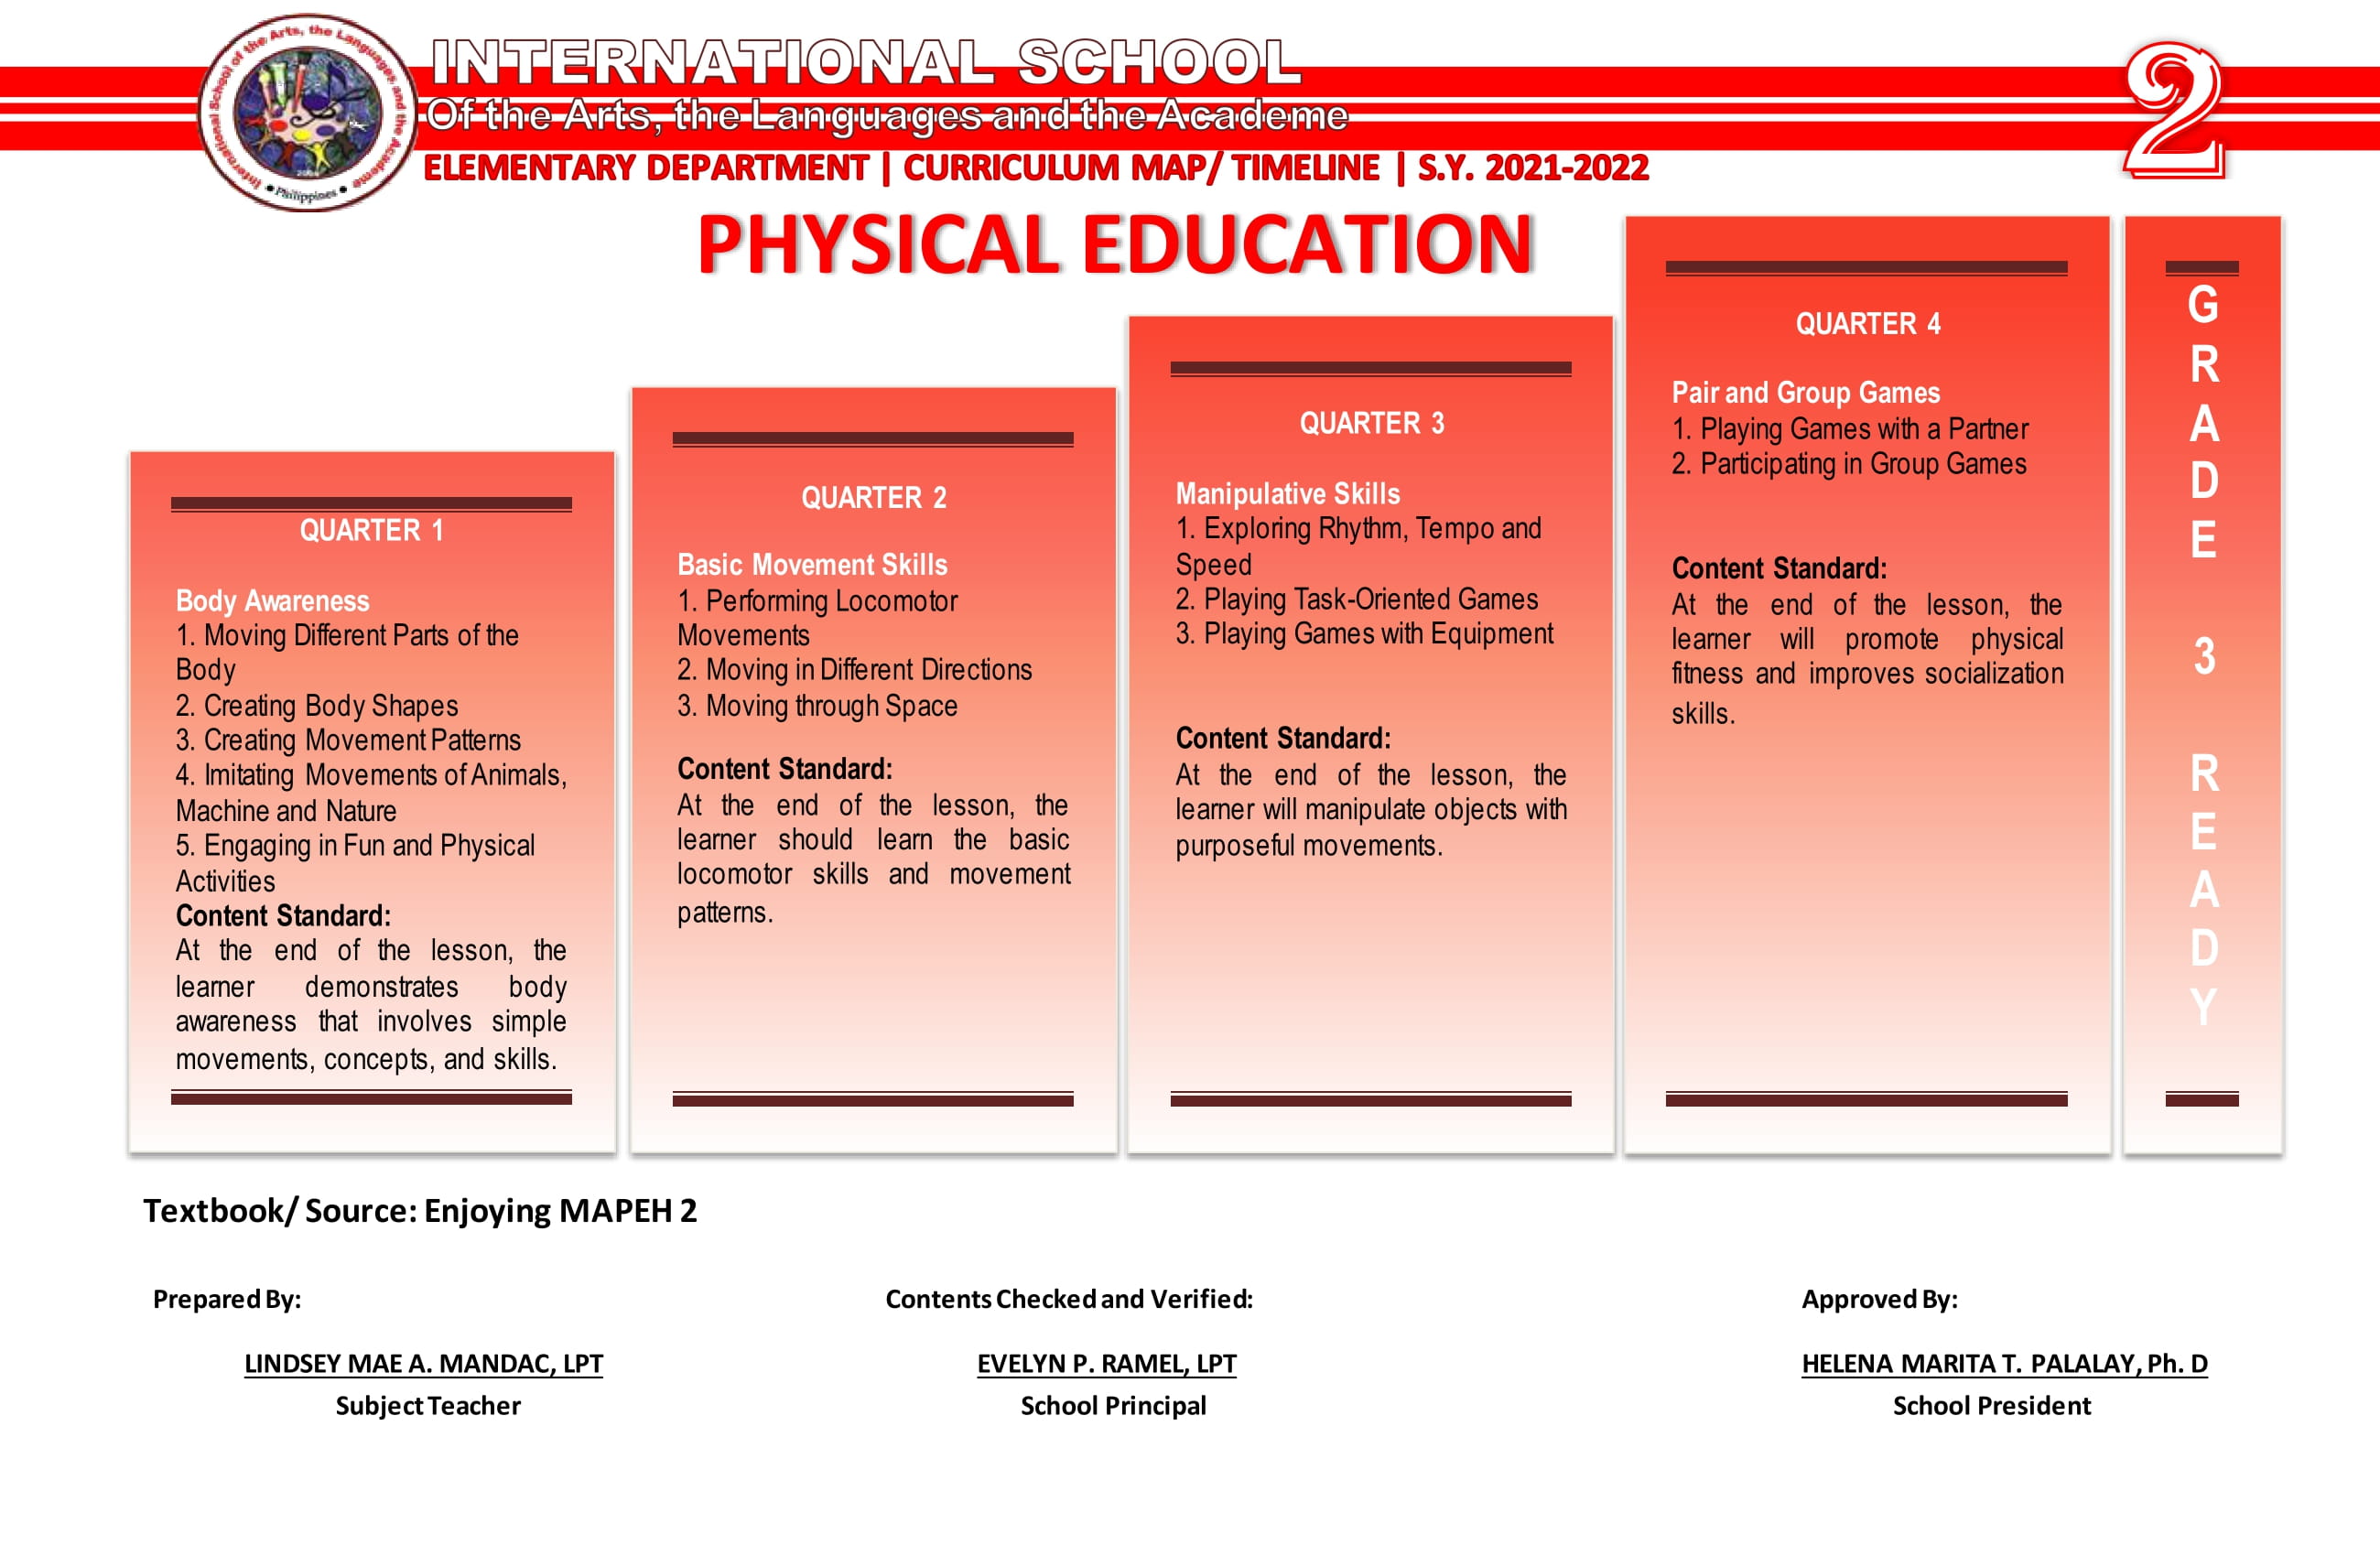 International School of the Arts, the Languages, and the Academe
Philippines
INTERNATIONAL SCHOOL
Of the Arts, the Languages and the Academe
ELEMENTARY DEPARTMENT | CURRICULUM MAP/ TIMELINE | S.Y. 2021-2022
2
PHYSICAL EDUCATION
QUARTER 1
Body Awareness
1. Moving Different Parts of the
Body
2. Creating Body Shapes
3. Creating Movement Patterns
4. Imitating Movements of Animals,
Machine and Nature
5. Engaging in Fun and Physical
Activities
Content Standard:
At the end of the lesson, the
learner demonstrates body
awareness that involves simple
movements, concepts, and skills.
QUARTER 2
Basic Movement Skills
1. Performing Locomotor
Movements
2. Moving in Different Directions
3. Moving through Space
Content Standard:
At the end of the lesson, the
learner should learn the basic
locomotor skills and movement
patterns.
QUARTER 3
Manipulative Skills
1. Exploring Rhythm, Tempo and
Speed
2. Playing Task-Oriented Games
3. Playing Games with Equipment
Content Standard:
At the end of the lesson, the
learner will manipulate objects with
purposeful movements.
QUARTER 4
Pair and Group Games
1. Playing Games with a Partner
2. Participating in Group Games
Content Standard:
At the end of the lesson, the
learner will promote physical
fitness and improves socialization
skills.
G
R
A
D
E
3
R
E
A
D
Y
Textbook/ Source: Enjoying MAPEH 2
Prepared By:
LINDSEY MAE A. MANDAC, LPT
Subject Teacher
Contents Checked and Verified:
EVELYN P. RAMEL, LPT
School Principal
Approved By:
HELENA MARITA T. PALALAY, Ph. D
School President